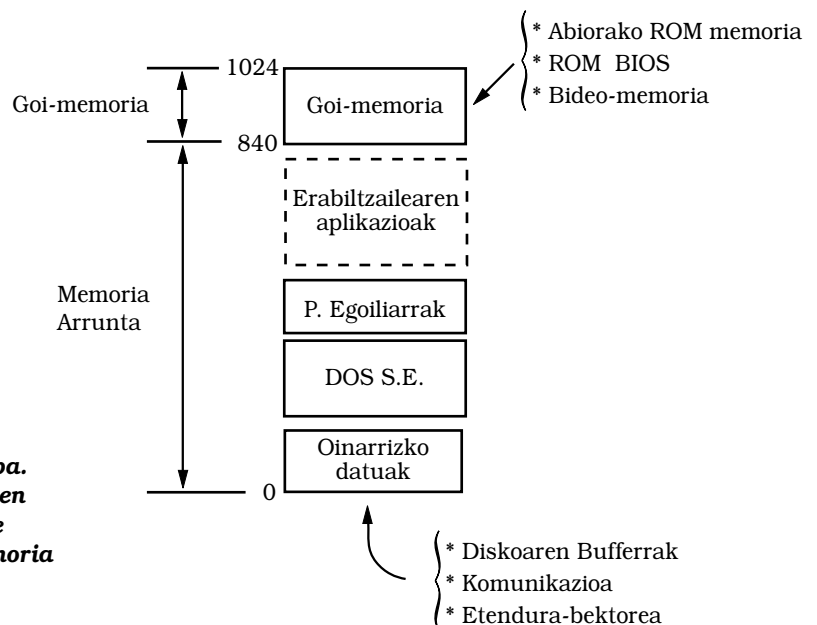 * Abiorako ROM memoria
* ROM BIOS
* Bideo-memoria
1024
Goi-memoria
Goi-memoria
840
Erabiltzailearen
aplikazioak
Memoria
Arrunta
P. Egoiliarrak
DOS S.E.
Oinarrizko
datuak
0
* Diskoaren Bufferrak
* Komunikazioa
* Etendura-bektorea